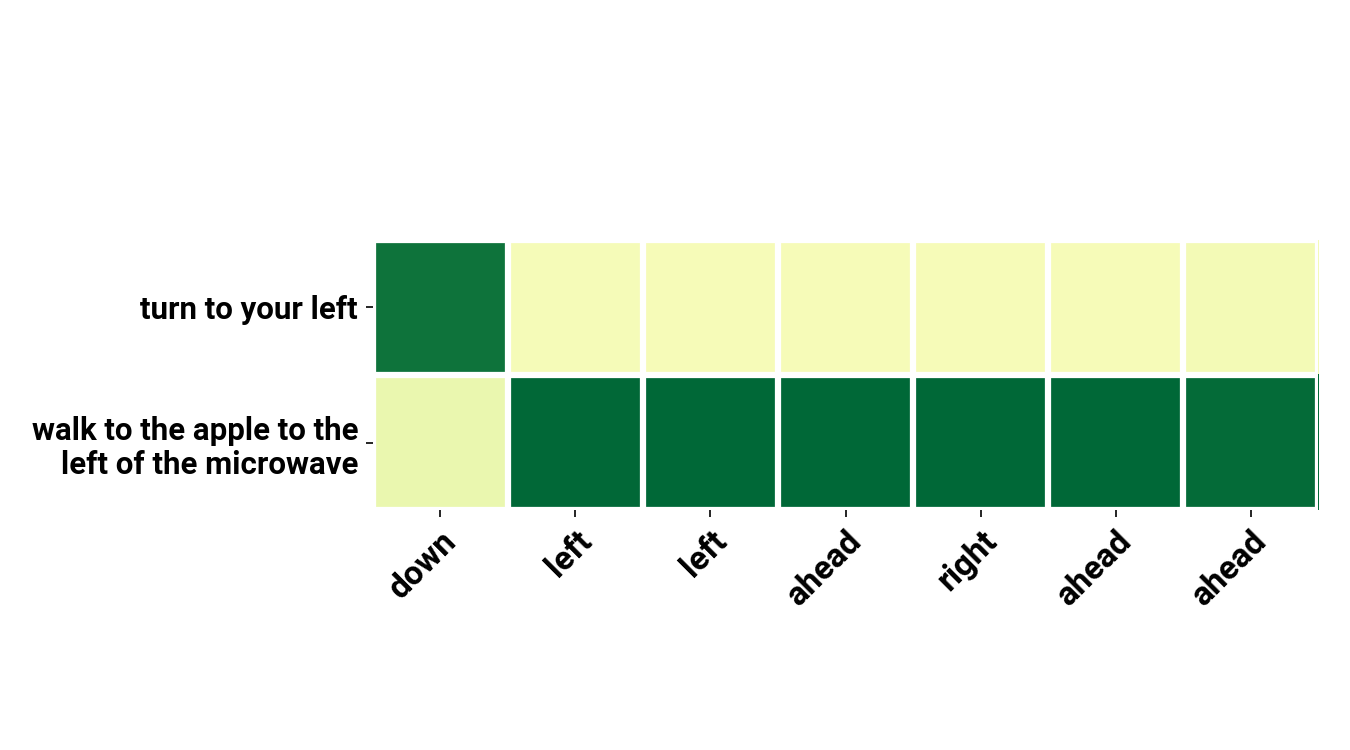 turn to your left
walk to the apple to the
left of the microwave
down
left
left
ahead
right
ahead
ahead